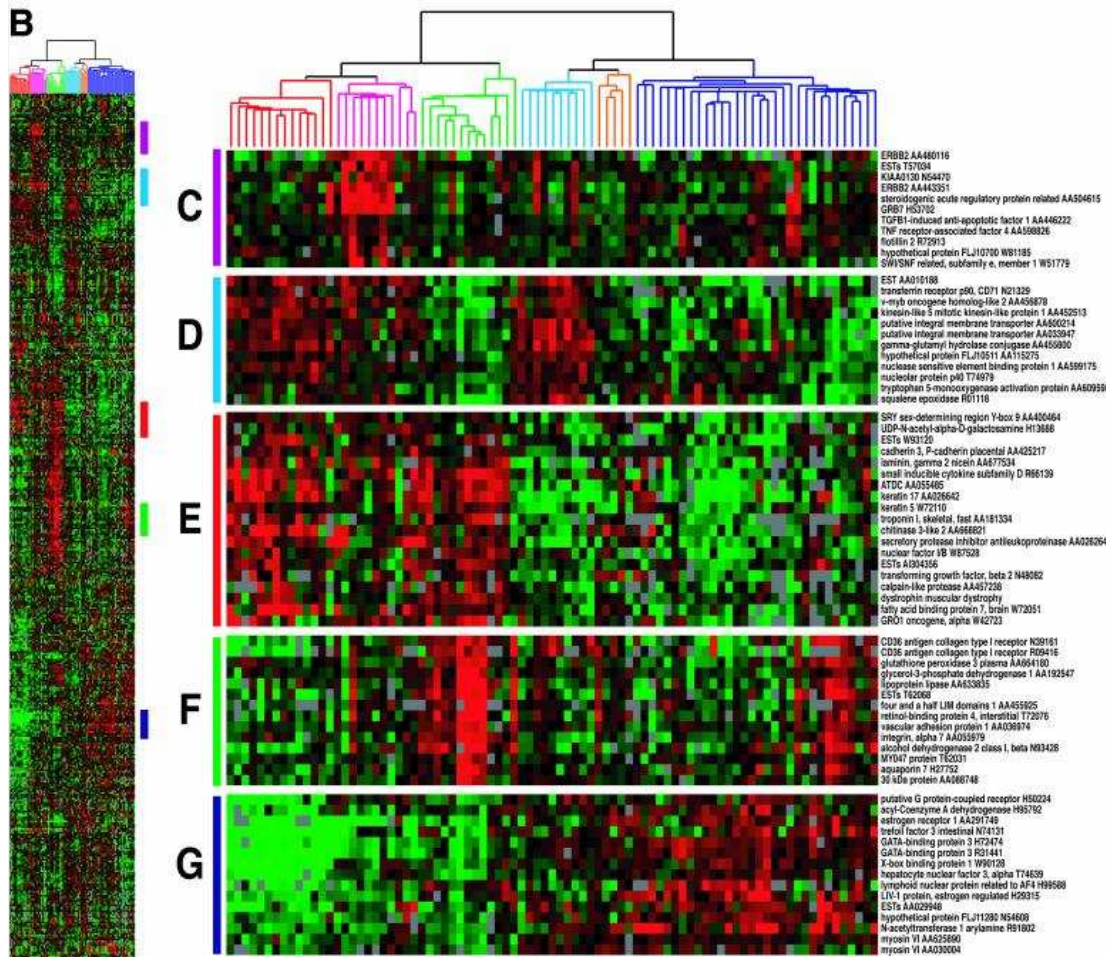 B
C
ERBB2 AA480116
ESTs T57034
KIAA0130 N54470
ERBB2 AA443351
steroidogenic acute regulatory protein related AA504615
GRB7 H53702
TGFB1-induced anti-apoptotic factor 1 AA446222
TNF receptor-associated factor 4 AA598826
flotillin 2 R72913
hypothetical protein FLJ10700 W81185
SWI/SNF related, subfamily e, member 1 W51779
D
EST AA010188
transferrin receptor p90, CD71 N21329
v-myb oncogene homolog-like 2 AA456878
kinesin-like 5 mitotic kinesin-like protein 1 AA452513
putative integral membrane transporter AA600214
putative integral membrane transporter AA033947
gamma-glutamyl hydrolase conjugase AA455800
hypothetical protein FLJ10511 AA115275
nuclease sensitive element binding protein 1 AA599175
nucleolar protein p40 T74979
tryptophan 5-monooxygenase activation protein AA609598
squalene epoxidase R01118
E
SRY sex-determining region Y-box 9 AA400464
UDP-N-acetyl-alpha-D-galactosamine H13688
ESTs W93120
cadherin 3, P-cadherin placental AA425217
laminin, gamma 2 nicein AA677534
small inducible cytokine subfamily D R66139
ATDC AA055485
keratin 17 AA026642
keratin 5 W72110
troponin I, skeletal, fast AA181334
chitinase 3-like 2 AA668821
secretory protease inhibitor antileukoproteinase AA026264
nuclear factor I/B W87528
ESTs AI304356
transforming growth factor, beta 2 N48082
calpain-like protease AA457238
dystrophin muscular dystrophy
fatty acid binding protein 7, brain W72051
GRO1 oncogene, alpha W42723
F
CD36 antigen collagen type I receptor N39161
CD36 antigen collagen type I receptor R09416
glutathione peroxidase 3 plasma AA664180
glycerol-3-phosphate dehydrogenase 1 AA192547
lipoprotein lipase AA633835
ESTs T62068
four and a half LIM domains 1 AA455925
retinol-binding protein 4, interstitial T72076
vascular adhesion protein 1 AA036974
integrin, alpha 7 AA055979
alcohol dehydrogenase 2 class I, beta N93428
MY047 protein T62031
aquaporin 7 H27752
30 kDa protein AA088748
G
putative G protein-coupled receptor H50224
acyl-Coenzyme A dehydrogenase H95792
estrogen receptor 1 AA291749
trefoil factor 3 intestinal N74131
GATA-binding protein 3 H72474
GATA-binding protein 3 R31441
X-box binding protein 1 W90128
hepatocyte nuclear factor 3, alpha T74639
lymphoid nuclear protein related to AF4 H99588
LIV-1 protein, estrogen regulated H29315
ESTs AA029948
hypothetical protein FLJ11280 N54608
N-acetyltransferase 1 arylamine R91802
myosin VI AA625890
myosin VI AA030004